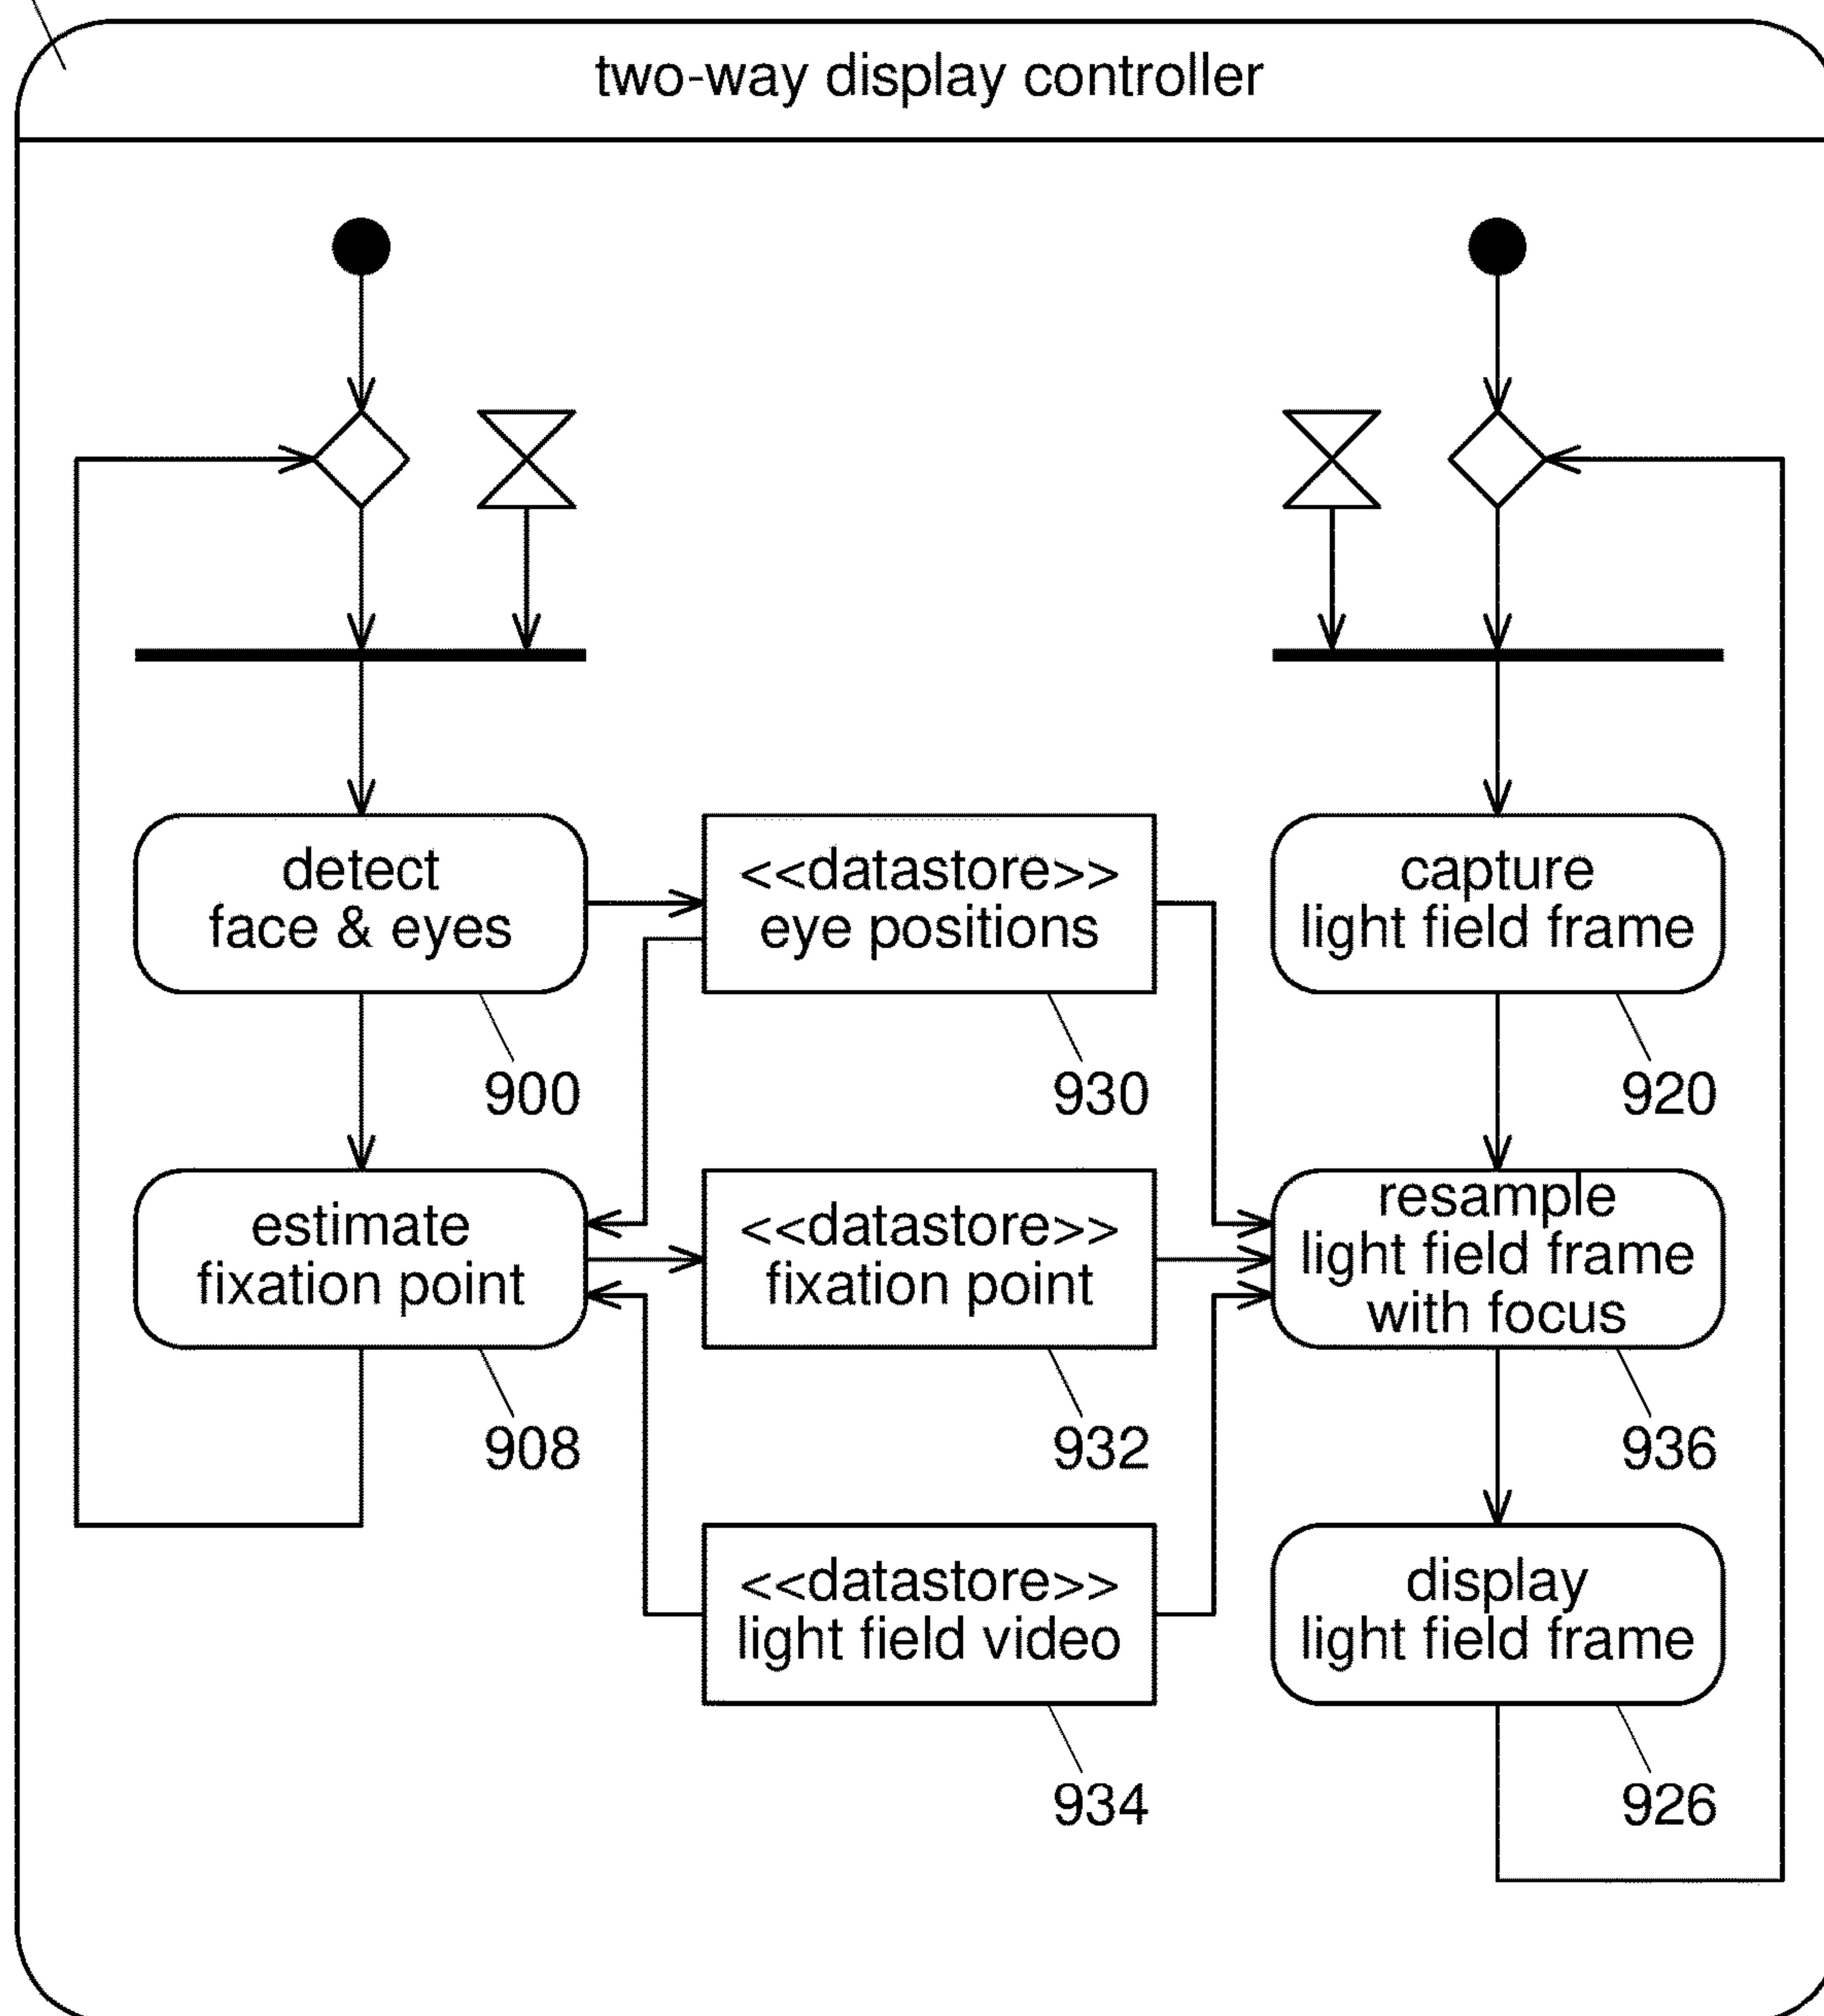 two-way display controller
detect
face & eyes
900
<<datastore>>
eye positions
930
capture
light field frame
920
estimate
fixation point
908
<<datastore>>
fixation point
932
resample
light field frame
with focus
936
<<datastore>>
light field video
934
display
light field frame
926